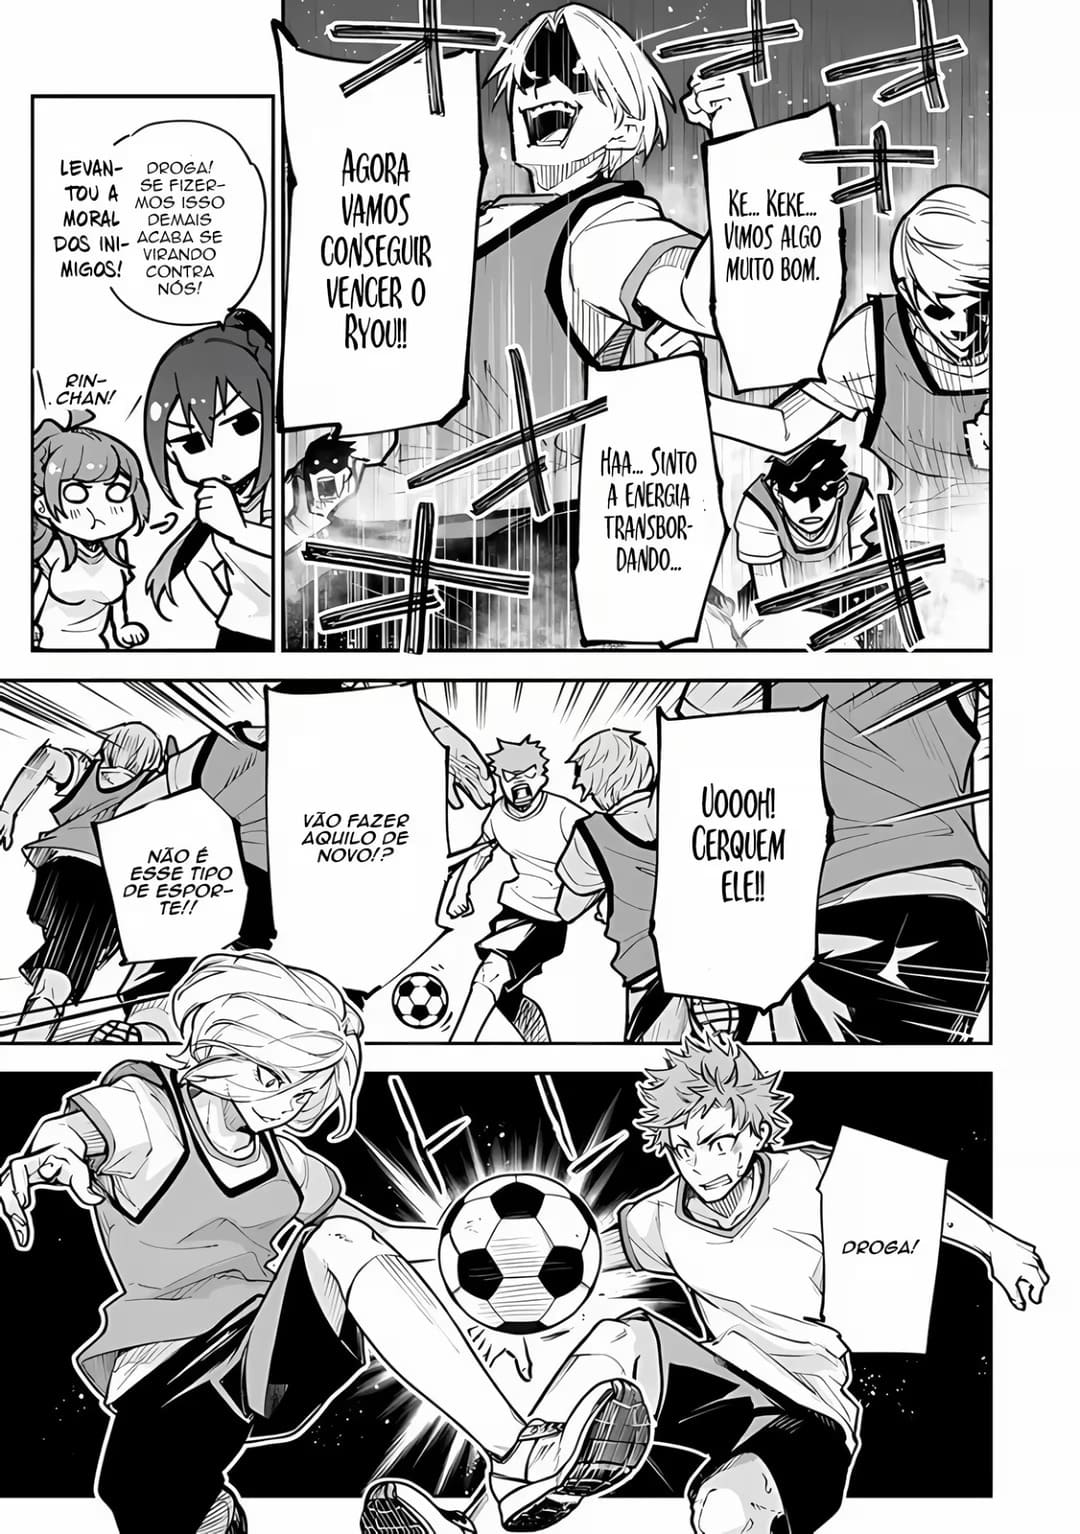 KE... KEKE...
VIMOS ALGO
MUITO BOM.
AGORA
VAMOS
CONSEGUIR
VENCER O
RYOU!!
HAA... SINTO
A ENERGIA
TRANSBOR-
DANDO...
DROGA!
SE FIZER-
MOS ISSO
DEMAIS
ACABA SE
VIRANDO
CONTRA
NÓS!
LEVAN-
TOU A
MORAL
DOS INI-
MIGOS!
RIN-
CHAN!
UOOOH!
CERQUEM
ELE!!
VÃO FAZER
AQUILO DE
NOVO!?
NÃO É
ESSE TIPO
DE ESPOR-
TE!!
DROGA!